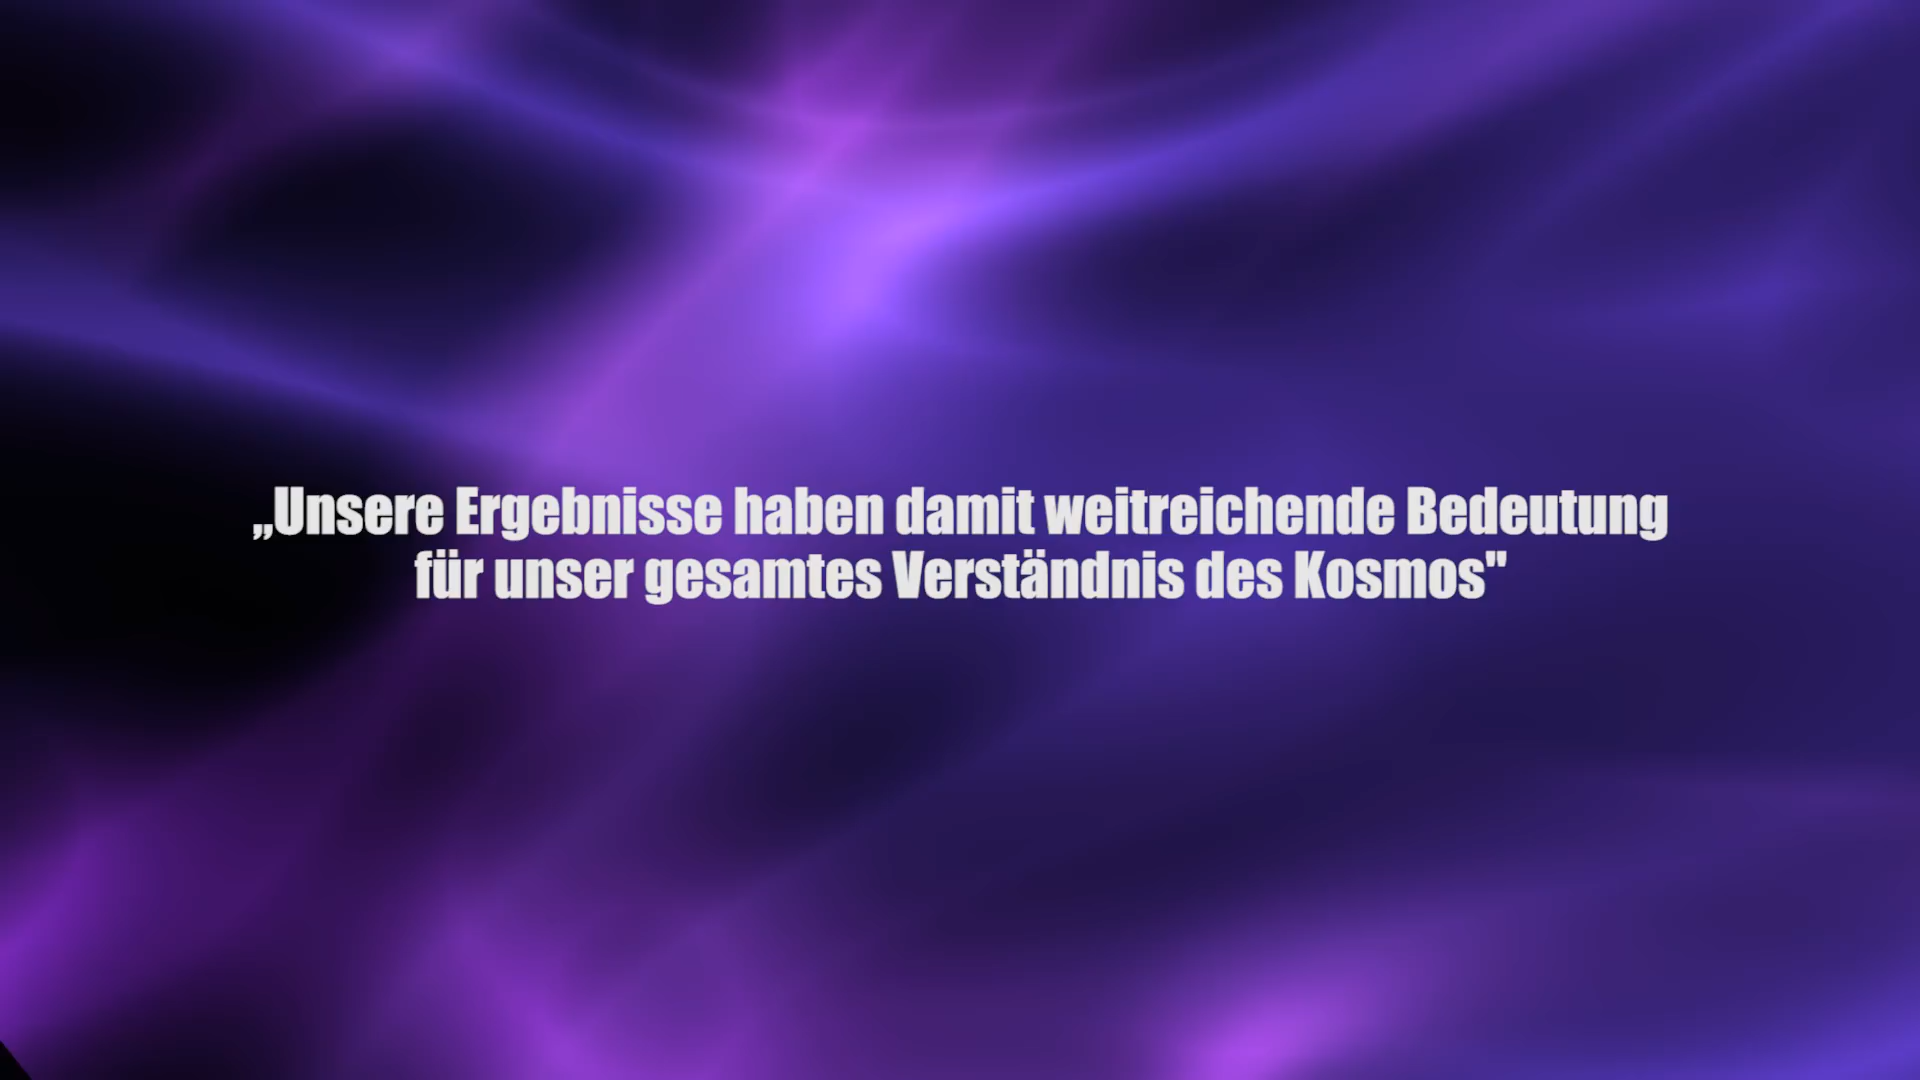 „Unsere Ergebnisse haben damit weitreichende Bedeutung
für unser gesamtes Verständnis des Kosmos"